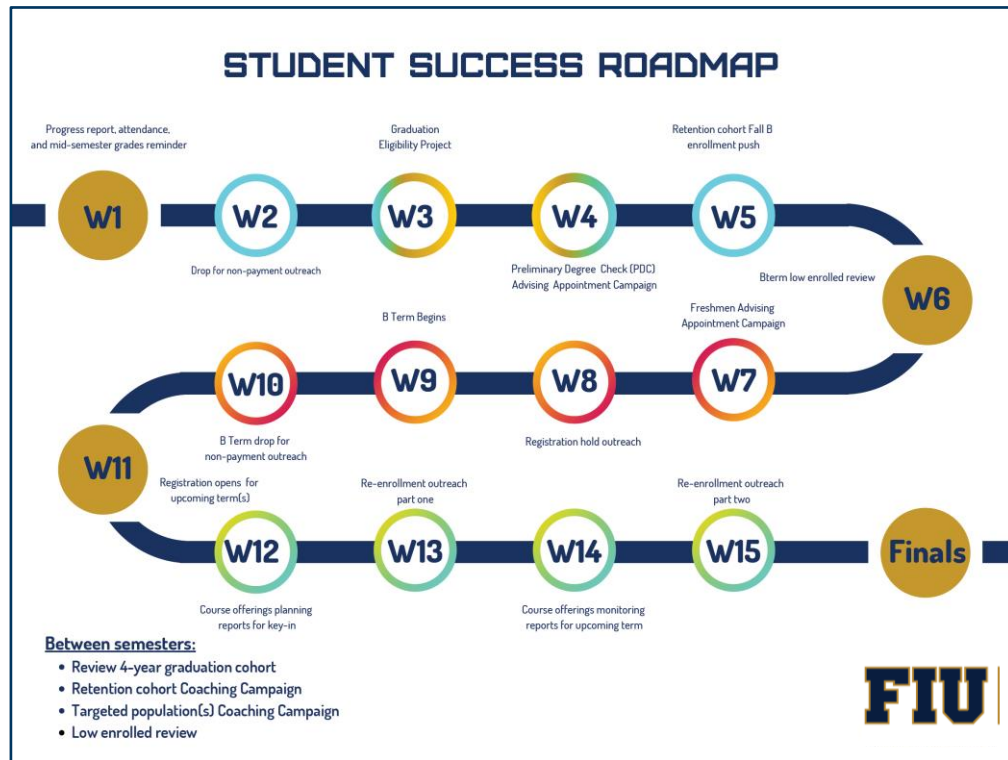 STUDENT SUCCESS ROADMAP
Progress report, attendance,
and mid-semester grades reminder
Graduation
Eligibility Project
Retention cohort Fall B
enrollment push
W1
W2
W3
W4
W5
Drop for non-payment outreach
Preliminary Degree Check (PDC)
Advising Appointment Campaign
Bterm low enrolled review
W6
B Term Begins
Freshmen Advising
Appointment Campaign
W10
W9
W8
W7
B Term drop for
non-payment outreach
Registration hold outreach
W11
Registration opens for
upcoming term(s)
Re-enrollment outreach
part one
Re-enrollment outreach
part two
W12
W13
W14
W15
Finals
Course offerings planning
reports for key-in
Course offerings monitoring
reports for upcoming term
Between semesters:
• Review 4-year graduation cohort
• Retention cohort Coaching Campaign
• Targeted population(s) Coaching Campaign
• Low enrolled review
FIU